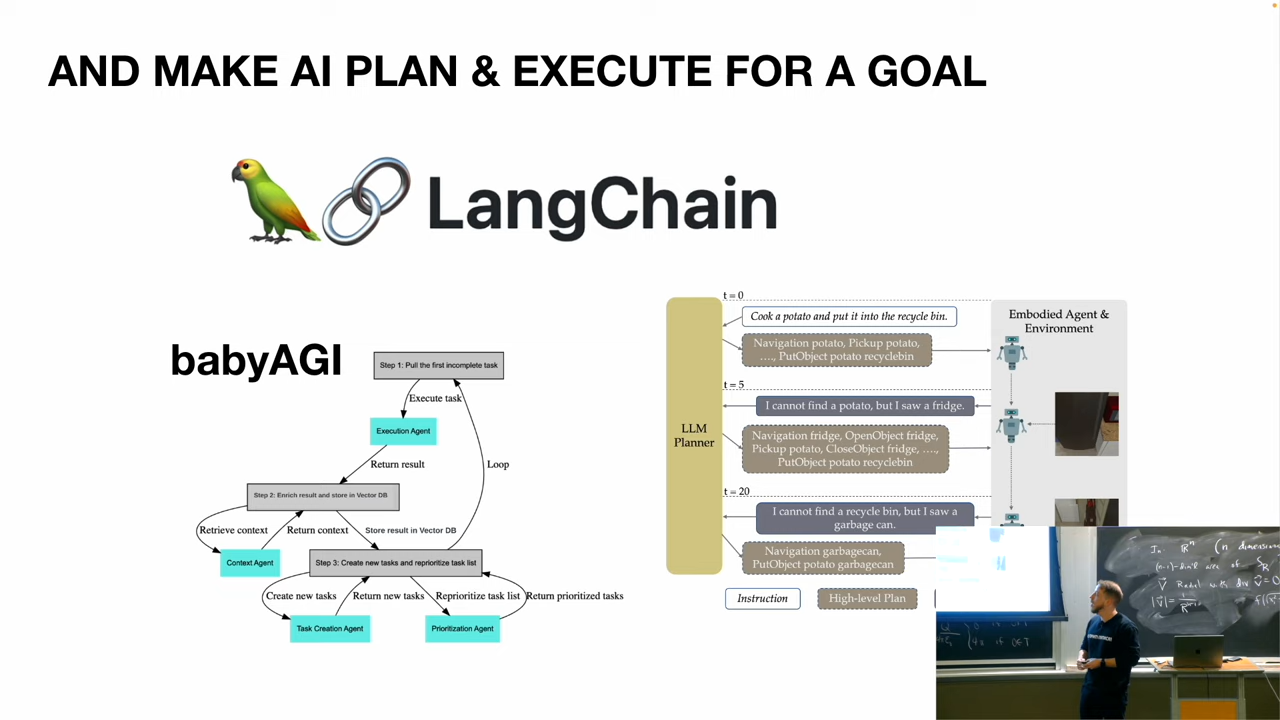 AND MAKE AI PLAN & EXECUTE FOR A GOAL
LangChain
babyAGI
Step 1: Pull the first incomplete task
Execute task
Execution Agent
Return result
Loop
Step 2: Enrich result and store in Vector DB
Retrieve context
Return context
Store result in Vector DB
Context Agent
Step 3: Create new tasks and reprioritize task list
Create new tasks
Return new tasks
Reprioritize task list
Return prioritized tasks
Task Creation Agent
Prioritization Agent
LLM
Planner
t = 0
Cook a potato and put it into the recycle bin.
Navigation potato, Pickup potato,
...., PutObject potato recyclebin
t = 5
I cannot find a potato, but I saw a fridge.
Navigation fridge, OpenObject fridge,
Pickup potato, CloseObject fridge, ....,
PutObject potato recyclebin
t = 20
I cannot find a recycle bin, but I saw a
garbage can.
Navigation garbagecan,
PutObject potato garbagecan
Instruction
High-level Plan
Embodied Agent &
Environment
In R^n (n dimensions